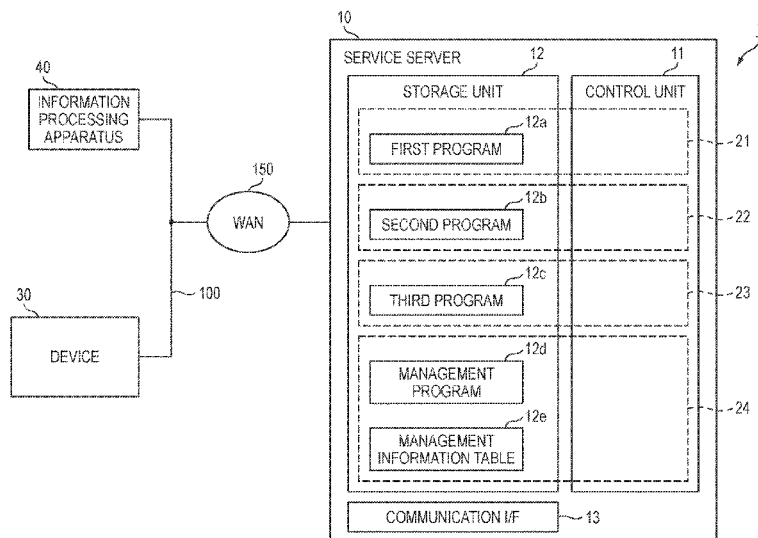 10
SERVICE SERVER
40
INFORMATION
PROCESSING
APPARATUS
12
STORAGE UNIT
11
CONTROL UNIT
12a
FIRST PROGRAM
21
150
WAN
12b
SECOND PROGRAM
22
12c
THIRD PROGRAM
23
30
DEVICE
100
12d
MANAGEMENT
PROGRAM
24
12e
MANAGEMENT
INFORMATION TABLE
COMMUNICATION I/F
13